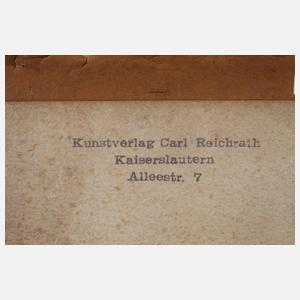 Kunstverlag Carl Reichrath
Kaiserslautern
Alleestr. 7